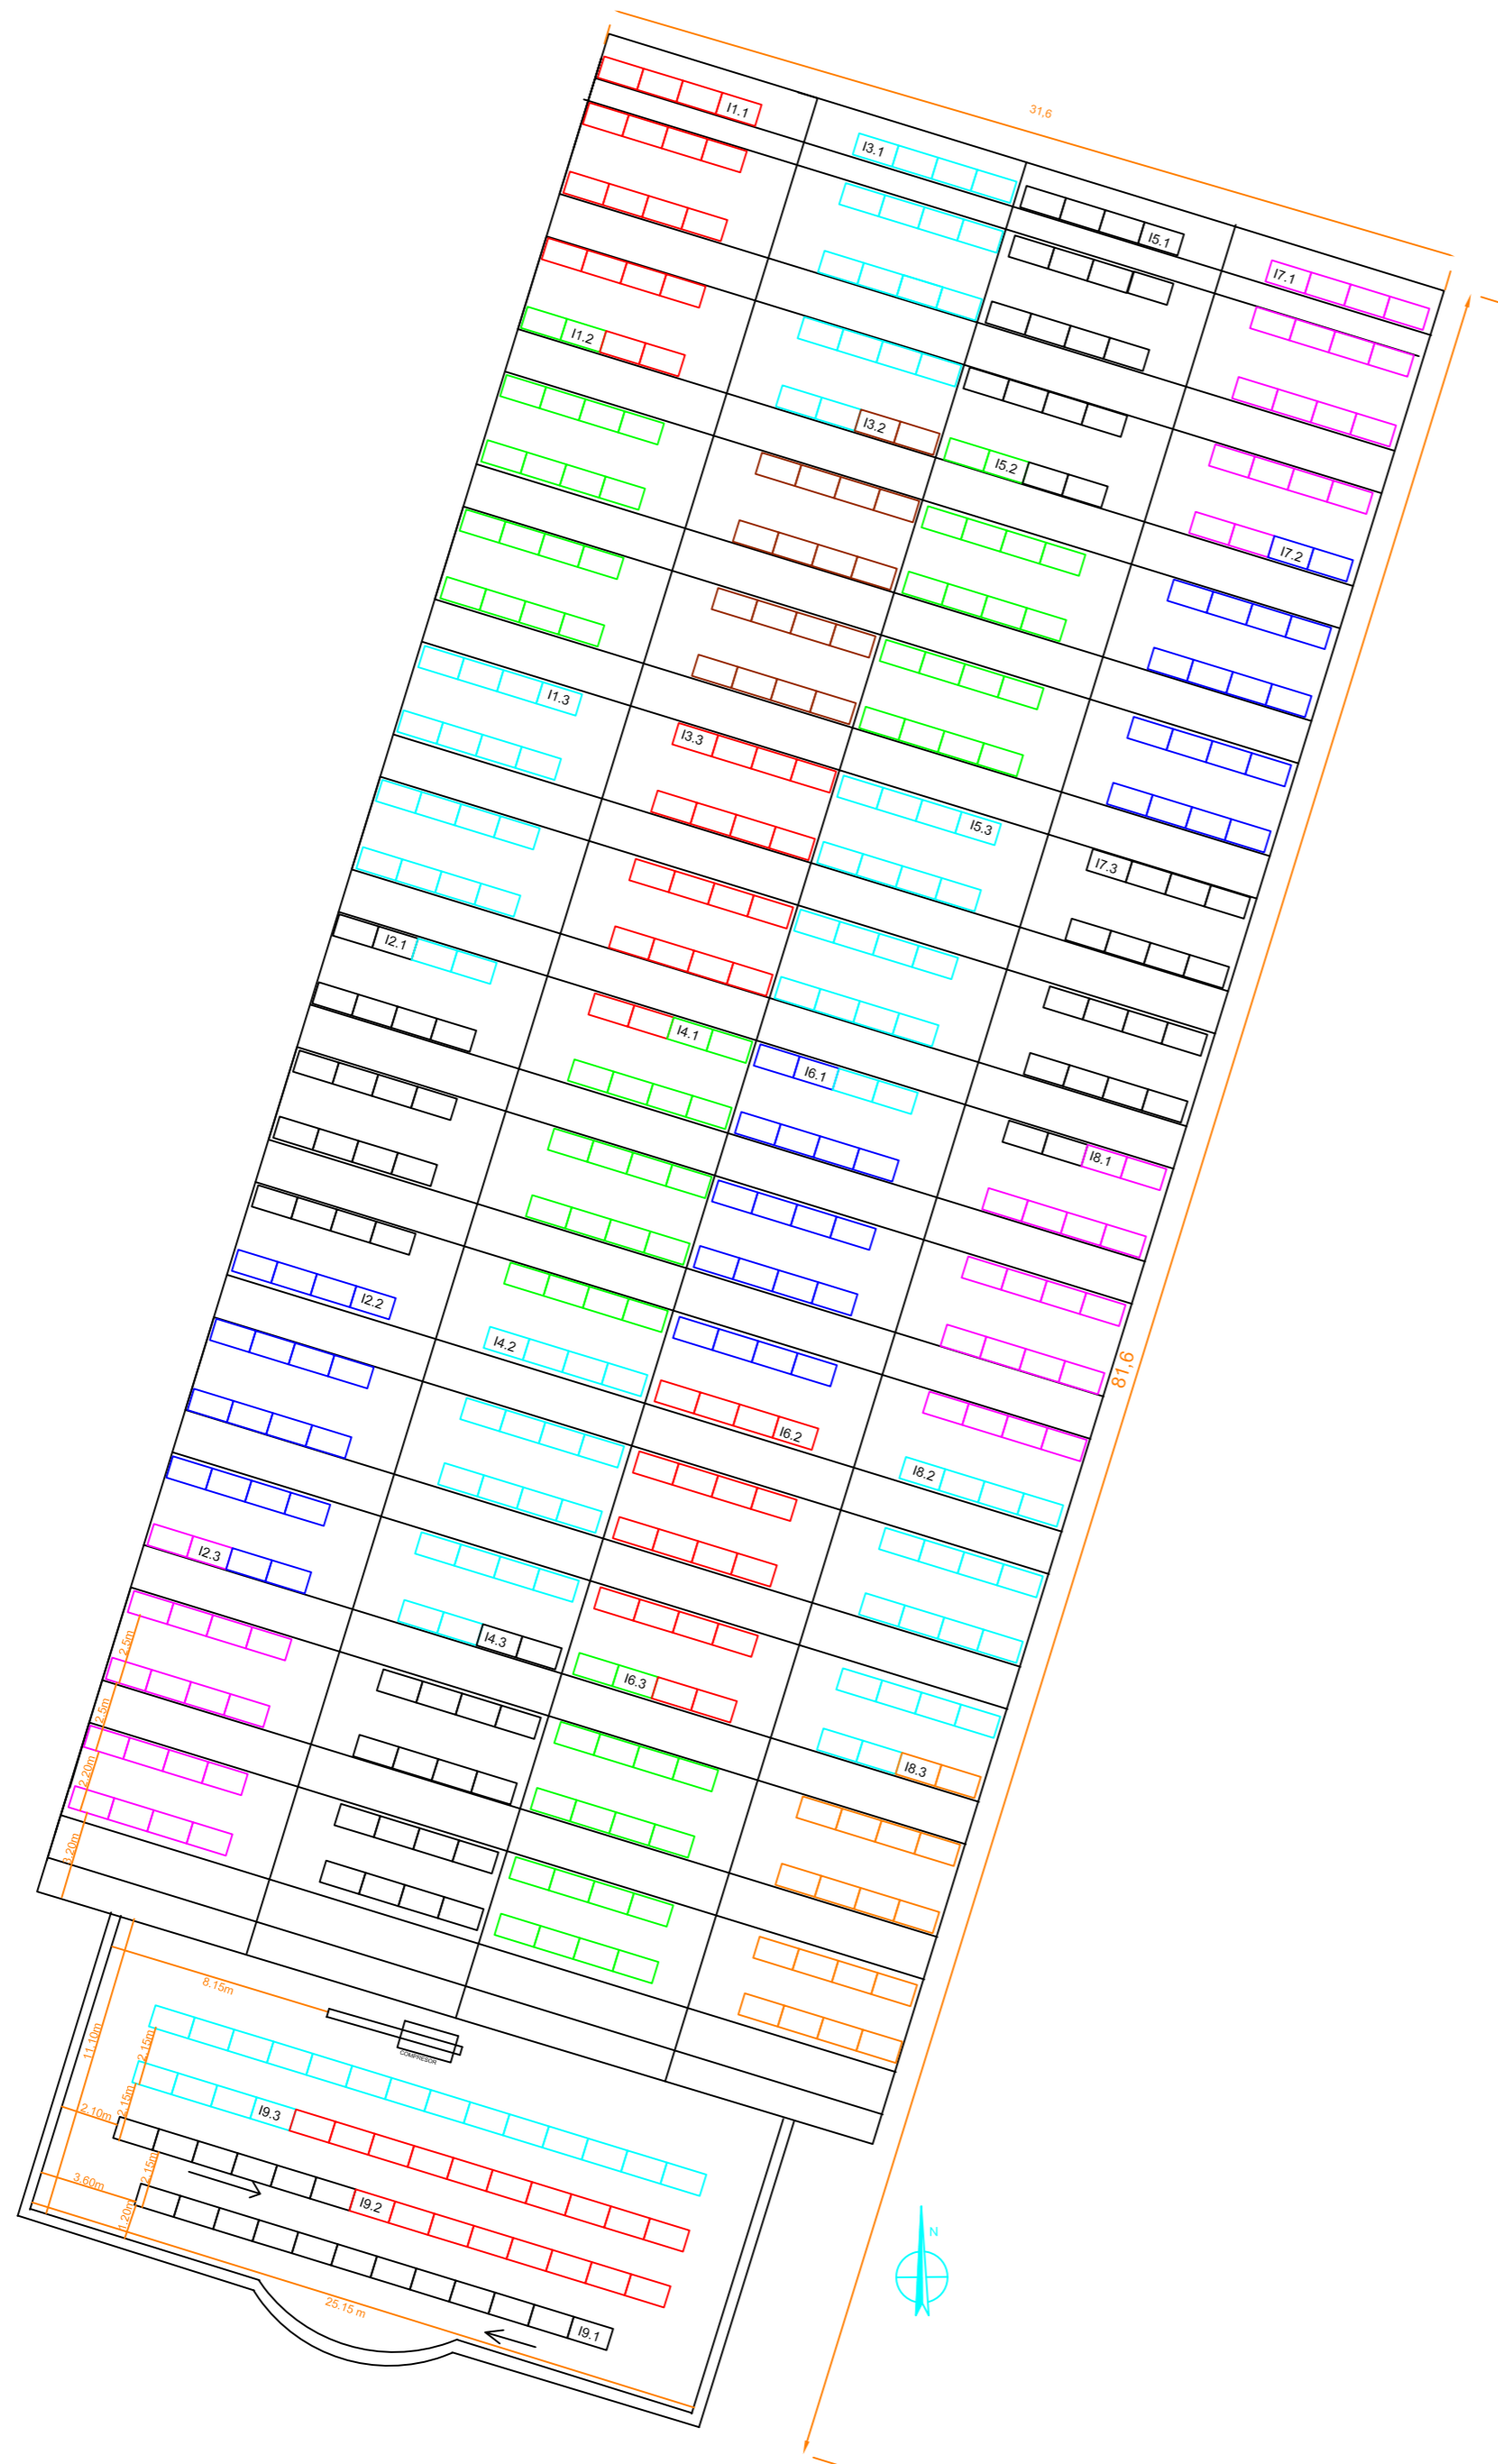 31,6
I1.1
I3.1
I5.1
I7.1
I1.2
I3.2
I5.2
I7.2
I1.3
I3.3
I5.3
I7.3
I2.1
I4.1
I6.1
I8.1
I2.2
I4.2
I6.2
I8.2
81,6
I2.3
I4.3
I6.3
I8.3
2.5m
2.5m
2.20m
3.20m
8.15m
COMPRESOR
11.10m
2.15m
2.15m
2.10m
I9.3
2.15m
3.60m
I9.2
1.20m
25.15 m
I9.1
N